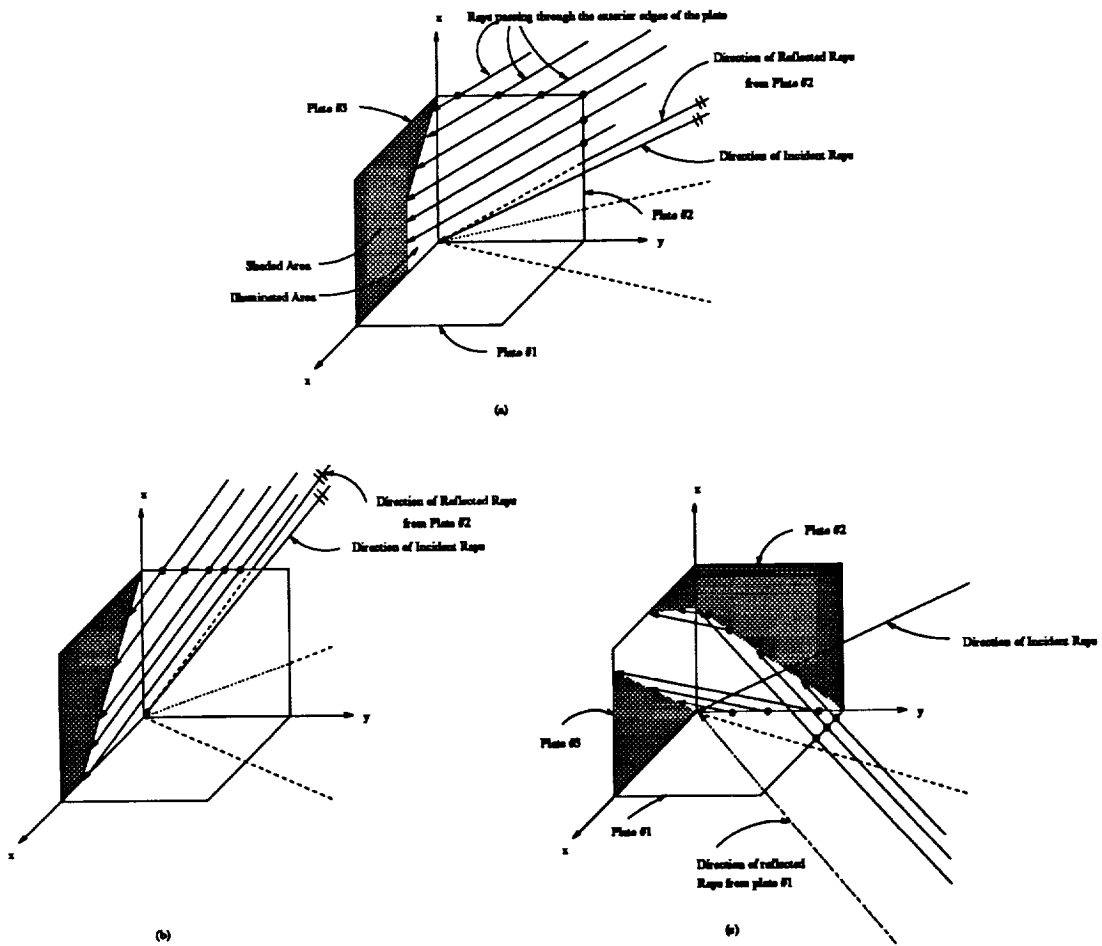 z
Rays passing through the exterior edges of the plate
Direction of Reflected Rays
from Plate #2
Plate #3
Direction of Incident Rays
Plate #2
y
Shaded Area
Illuminated Area
Plate #1
x
(a)
z
Direction of Reflected Rays
from Plate #2
Direction of Incident Rays
y
x
(b)
z
Plate #2
Direction of Incident Rays
y
Plate #3
Plate #1
x
Direction of reflected
Rays from plate #1
(c)